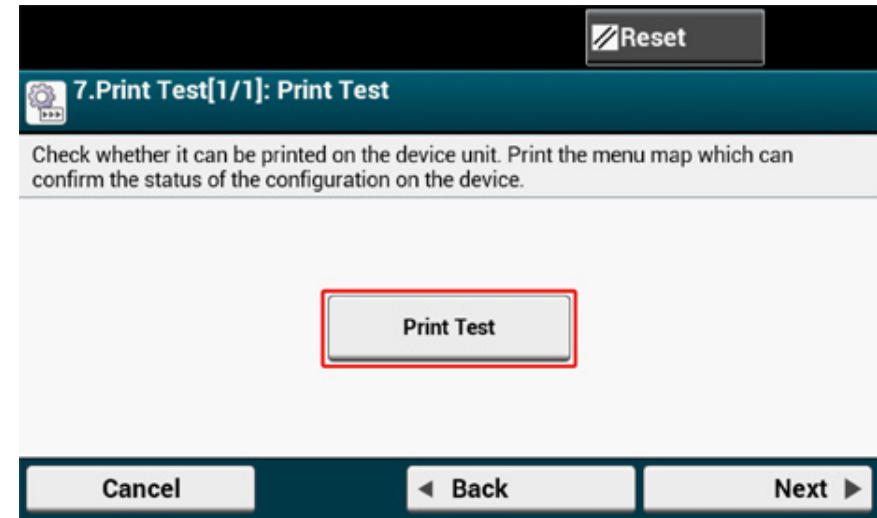 Reset
7.Print Test[1/1]: Print Test
Check whether it can be printed on the device unit. Print the menu map which can
confirm the status of the configuration on the device.
Print Test
Cancel
Back
Next